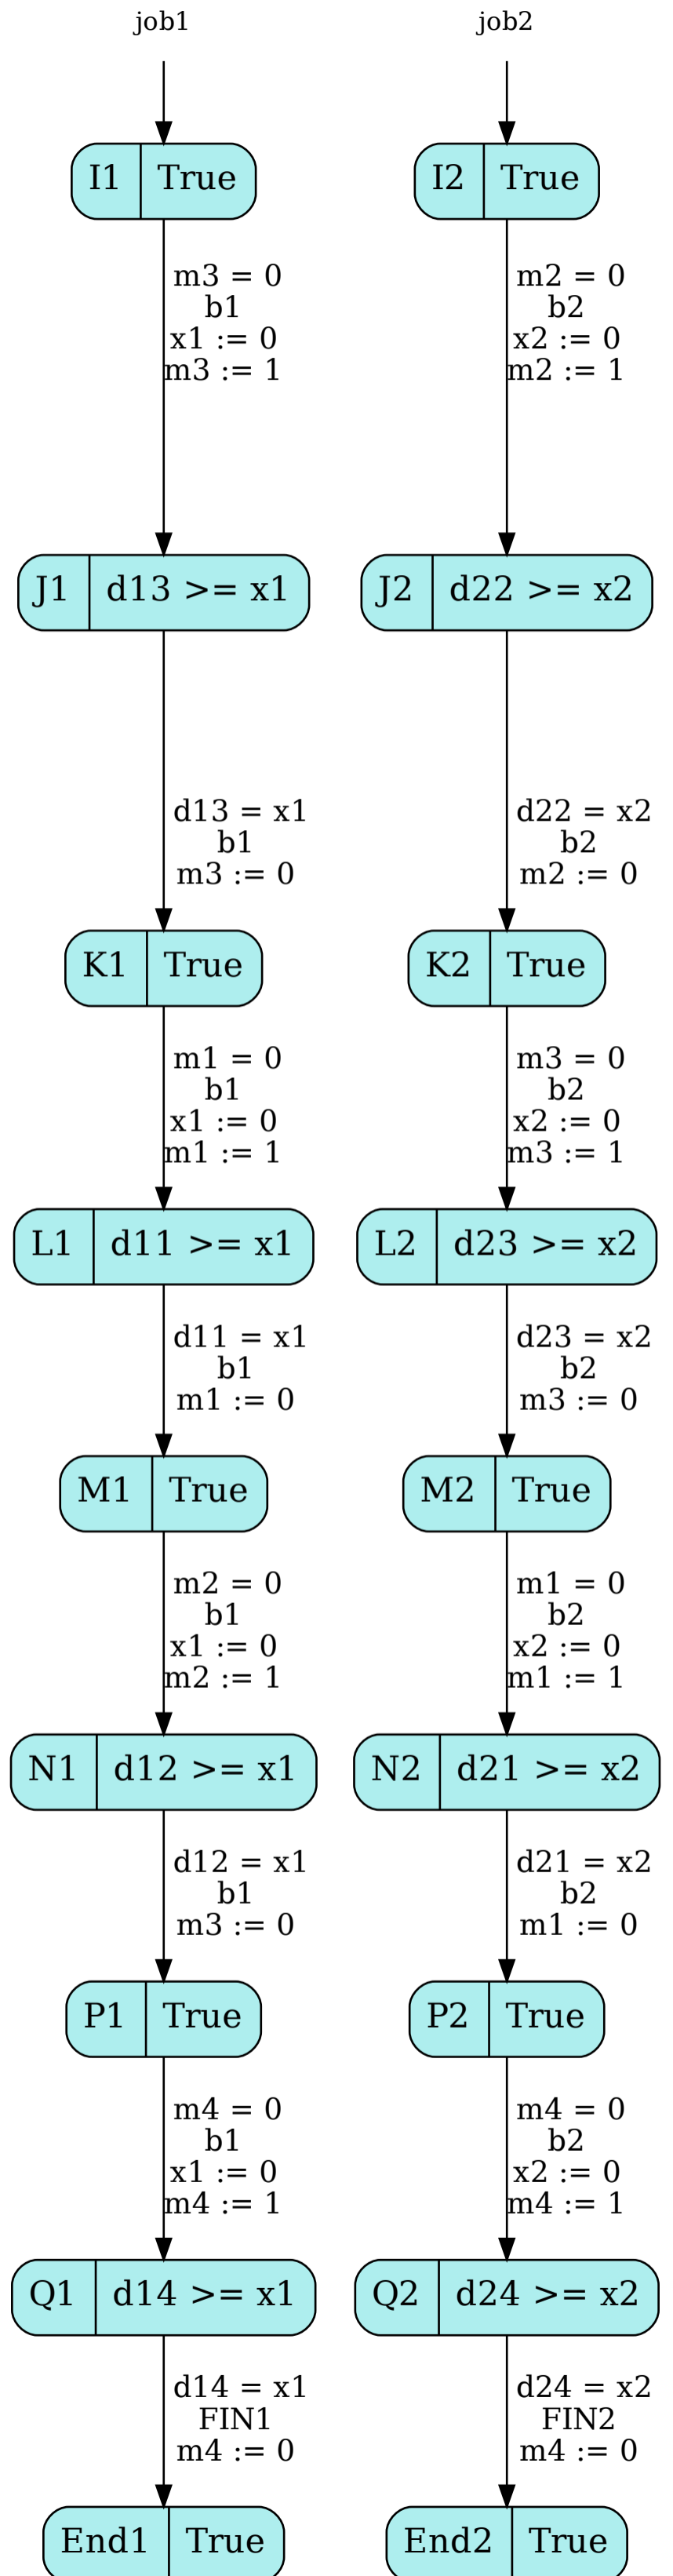 job1
I1 True
m3 = 0
b1
x1 := 0
m3 := 1
J1 d13 >= x1
d13 = x1
b1
m3 := 0
K1 True
m1 = 0
b1
x1 := 0
m1 := 1
L1 d11 >= x1
d11 = x1
b1
m1 := 0
M1 True
m2 = 0
b1
x1 := 0
m2 := 1
N1 d12 >= x1
d12 = x1
b1
m3 := 0
P1 True
m4 = 0
b1
x1 := 0
m4 := 1
Q1 d14 >= x1
d14 = x1
FIN1
m4 := 0
End1 True
job2
I2 True
m2 = 0
b2
x2 := 0
m2 := 1
J2 d22 >= x2
d22 = x2
b2
m2 := 0
K2 True
m3 = 0
b2
x2 := 0
m3 := 1
L2 d23 >= x2
d23 = x2
b2
m3 := 0
M2 True
m1 = 0
b2
x2 := 0
m1 := 1
N2 d21 >= x2
d21 = x2
b2
m1 := 0
P2 True
m4 = 0
b2
x2 := 0
m4 := 1
Q2 d24 >= x2
d24 = x2
FIN2
m4 := 0
End2 True